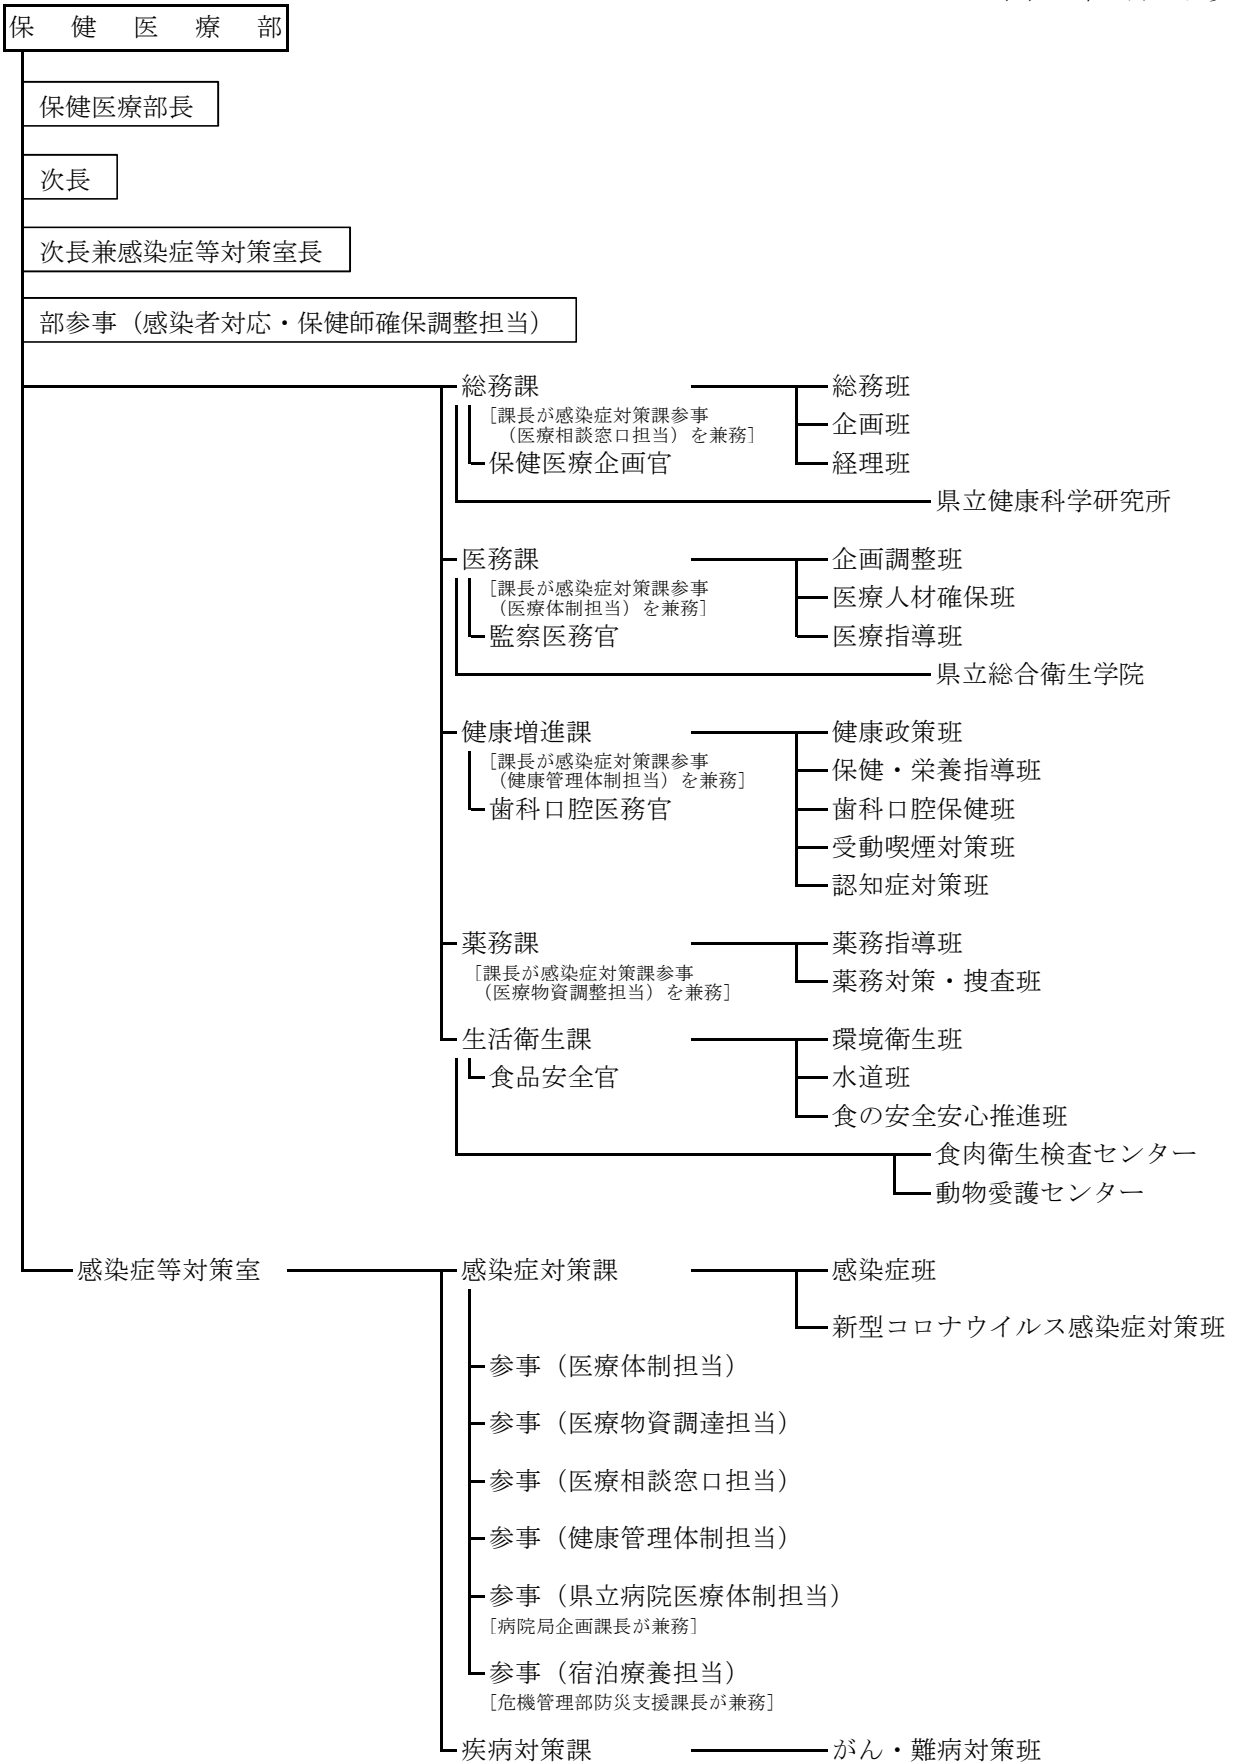 保健医療部
保健医療部長
次長
次長兼感染症等対策室長
部参事（感染者対応・保健師確保調整担当）
総務課 総務班
[課長が感染症対策課参事
（医療相談窓口担当）を兼務]
企画班
保健医療企画官 経理班
県立健康科学研究所
医務課 企画調整班
[課長が感染症対策課参事
（医療体制担当）を兼務]
医療人材確保班
監察医務官 医療指導班
県立総合衛生学院
健康増進課 健康政策班
[課長が感染症対策課参事
（健康管理体制担当）を兼務]
保健・栄養指導班
歯科口腔医務官 歯科口腔保健班
受動喫煙対策班
認知症対策班
薬務課 薬務指導班
[課長が感染症対策課参事
（医療物資調整担当）を兼務]
薬務対策・捜査班
生活衛生課 環境衛生班
食品安全官 水道班
食の安全安心推進班
食肉衛生検査センター
動物愛護センター
感染症等対策室 感染症対策課 感染症班
新型コロナウイルス感染症対策班
参事（医療体制担当）
参事（医療物資調達担当）
参事（医療相談窓口担当）
参事（健康管理体制担当）
参事（県立病院医療体制担当）
[病院局企画課長が兼務]
参事（宿泊療養担当）
[危機管理部防災支援課長が兼務]
疾病対策課 がん・難病対策班